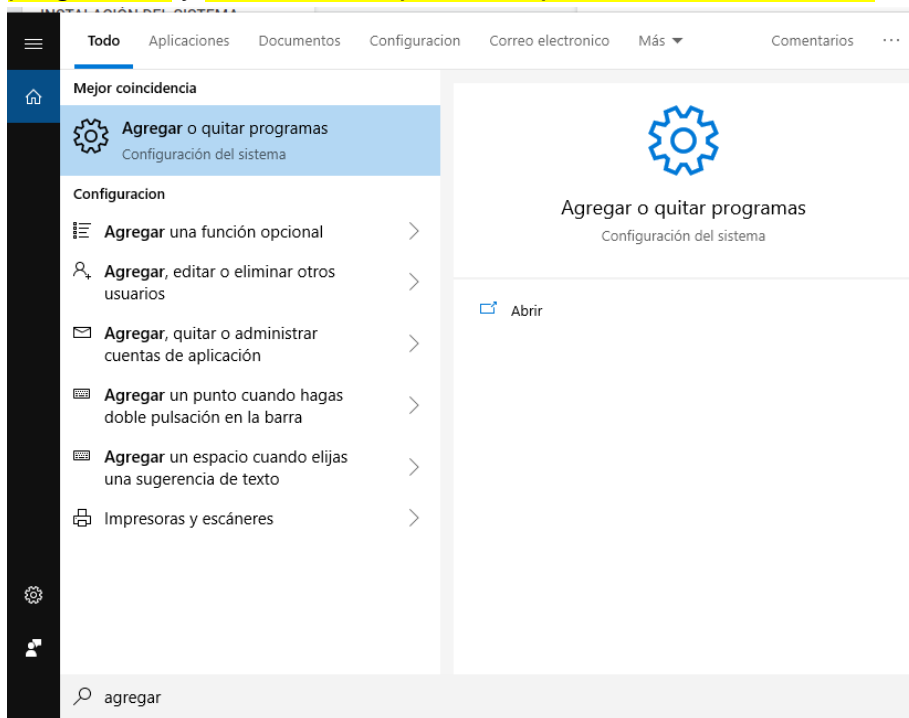 INSTALACIÓN DEL SISTEMA
Todo Aplicaciones Documentos Configuracion Correo electronico Más Comentarios ...
Mejor coincidencia
Agregar o quitar programas
Configuración del sistema
Configuracion
Agregar una función opcional
Agregar, editar o eliminar otros
usuarios
Agregar, quitar o administrar
cuentas de aplicación
Agregar un punto cuando hagas
doble pulsación en la barra
Agregar un espacio cuando elijas
una sugerencia de texto
Impresoras y escáneres
Agregar o quitar programas
Configuración del sistema
Abrir
agregar